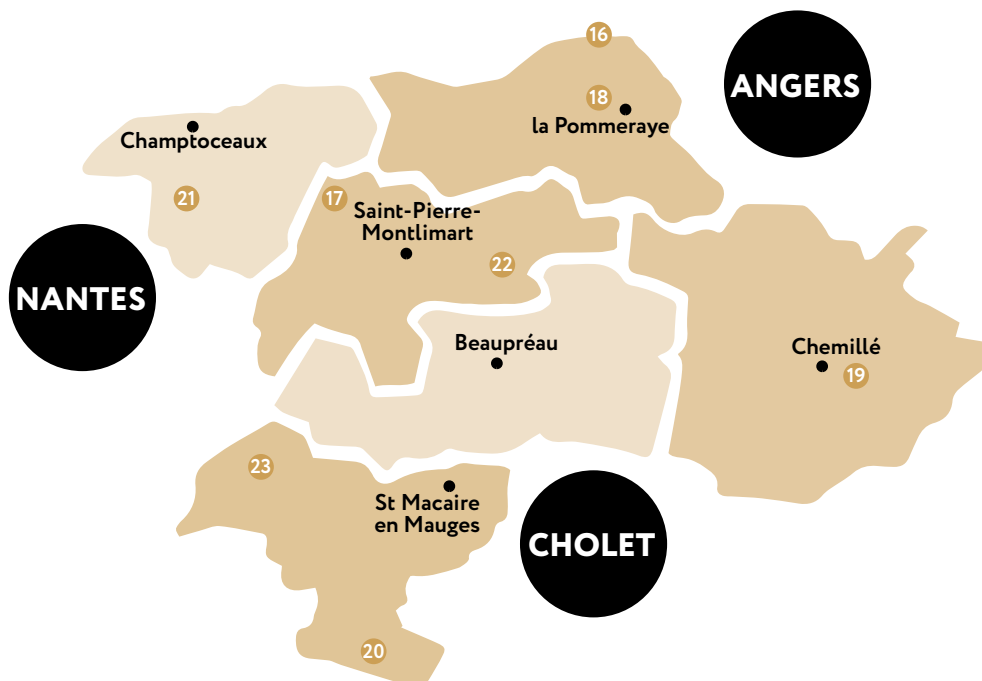 16
ANGERS
18
la Pommeraye
Champtoceaux
21
17
Saint-Pierre-
Montlimart
22
NANTES
Beaupréau
Chemillé
19
23
St Macaire
en Mauges
CHOLET
20